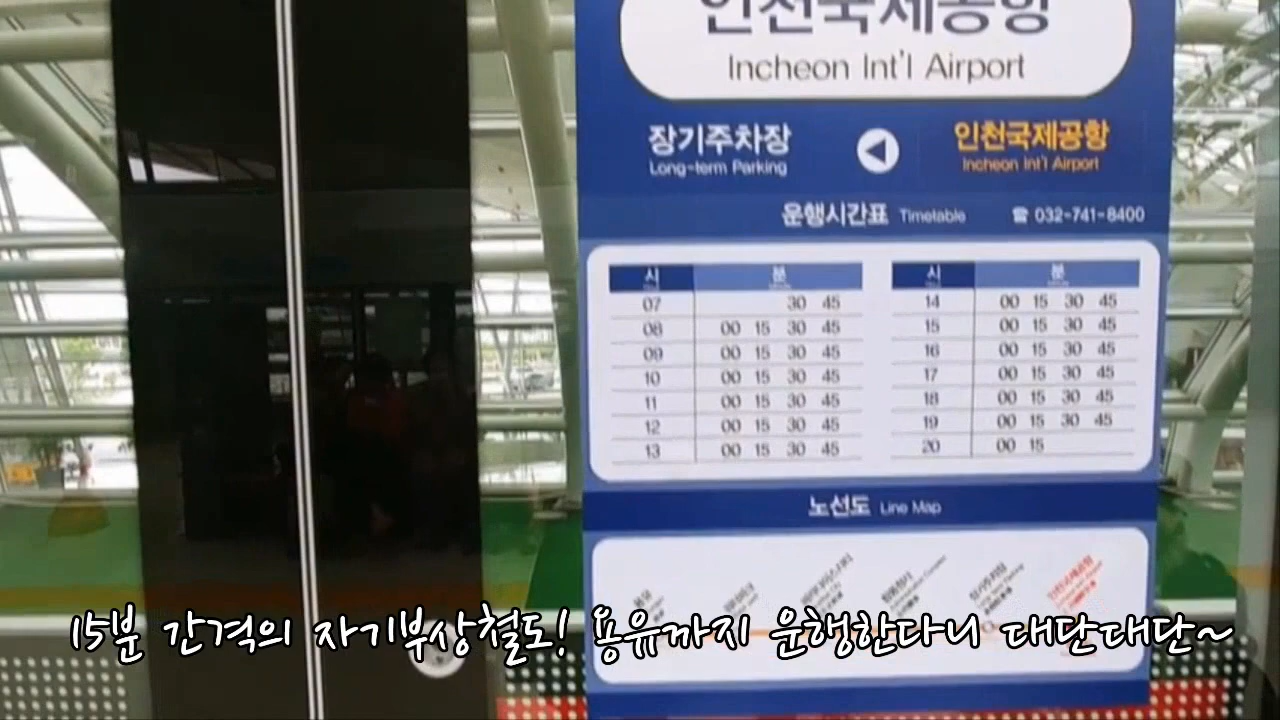 인천국제공항
Incheon Int'l Airport
장기주차장 인천국제공항
Long-term Parking Incheon Int'l Airport
운행시간표 Timetable ☎ 032-741-8400
시 분 시 분
07 30 45 14 00 15 30 45
08 00 15 30 45 15 00 15 30 45
09 00 15 30 45 16 00 15 30 45
10 00 15 30 45 17 00 15 30 45
11 00 15 30 45 18 00 15 30 45
12 00 15 30 45 19 00 15 30 45
13 00 15 30 45 20 00 15
노선도 Line Map
인천국제공항
15분 간격의 자기부상철도! 용유까지 운행한다니 대단대단~